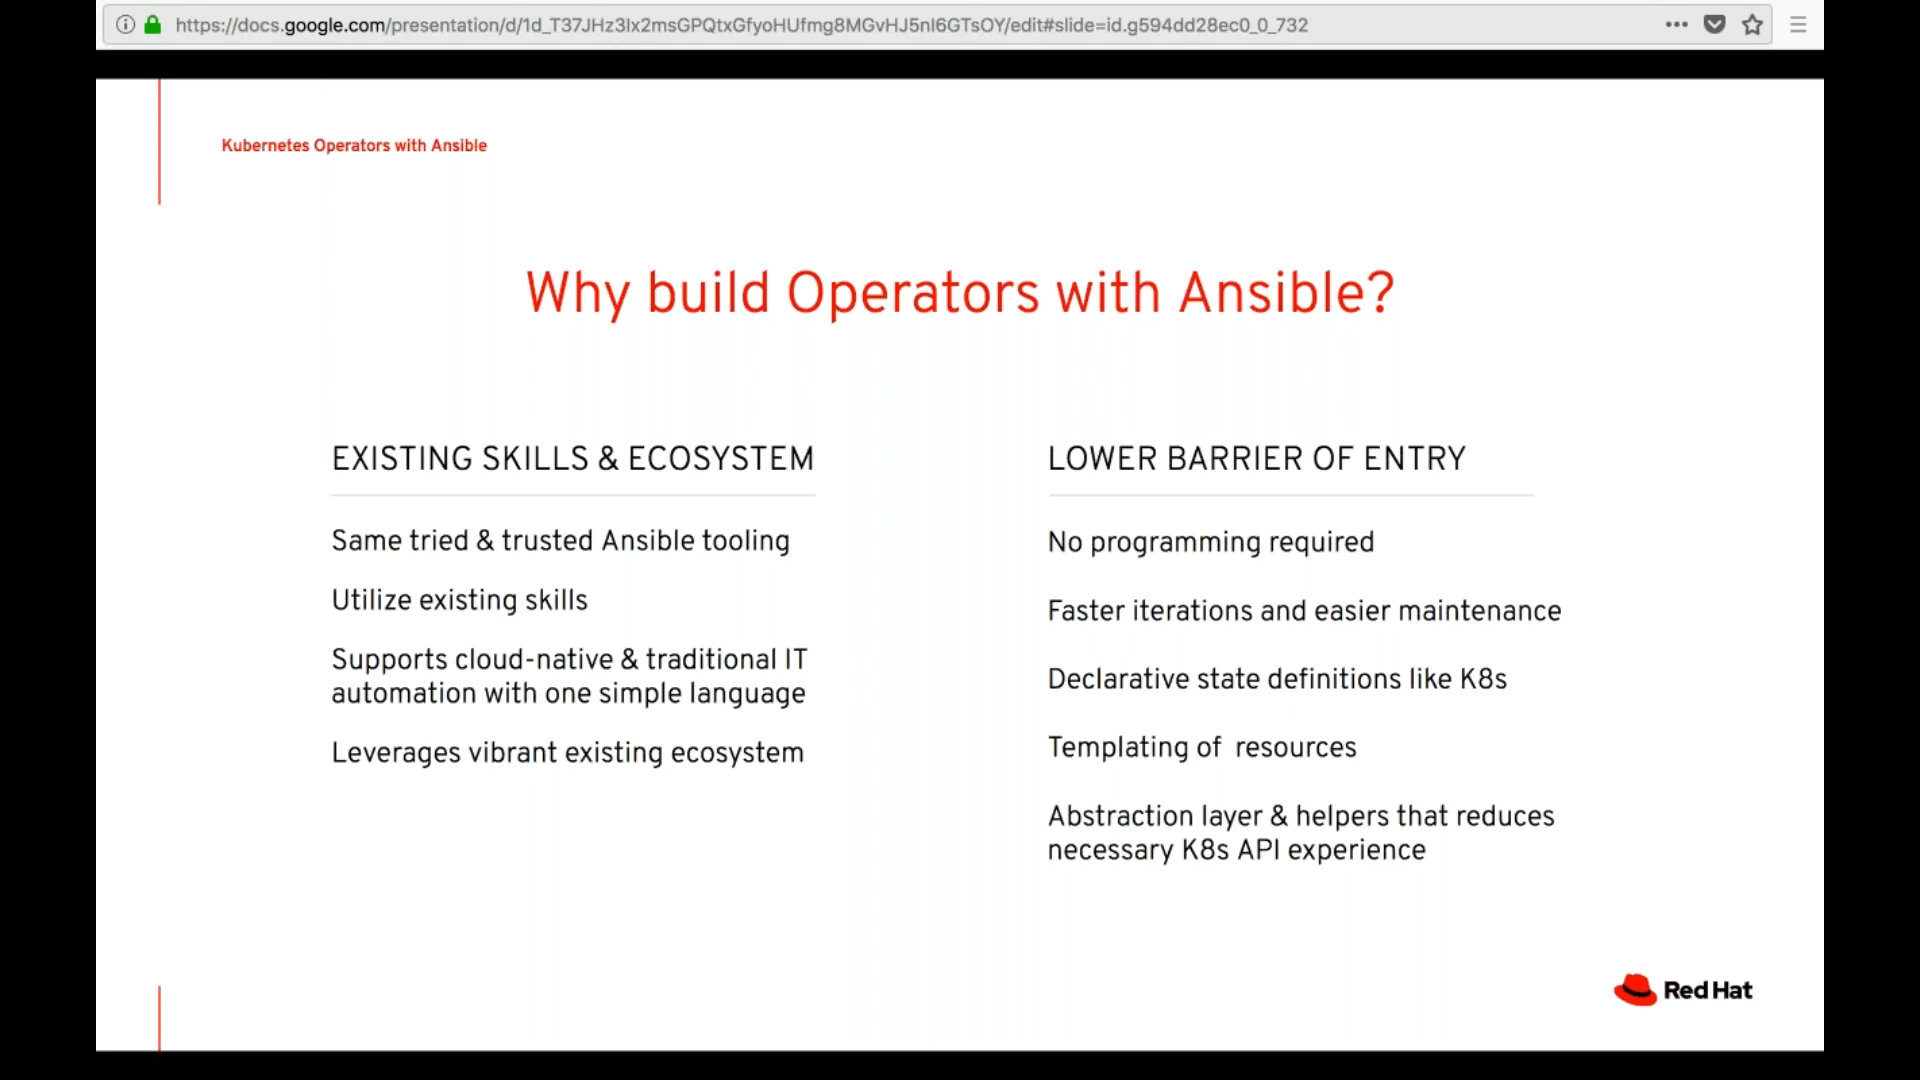 https://docs.google.com/presentation/d/1d_T37JHz3Ix2msGPQtxGfyoHUfmg8MGvHJ5nI6GTsOY/edit#slide=id.g594dd28ec0_0_732
Kubernetes Operators with Ansible
Why build Operators with Ansible?
EXISTING SKILLS & ECOSYSTEM
Same tried & trusted Ansible tooling
Utilize existing skills
Supports cloud-native & traditional IT
automation with one simple language
Leverages vibrant existing ecosystem
LOWER BARRIER OF ENTRY
No programming required
Faster iterations and easier maintenance
Declarative state definitions like K8s
Templating of  resources
Abstraction layer & helpers that reduces
necessary K8s API experience
Red Hat